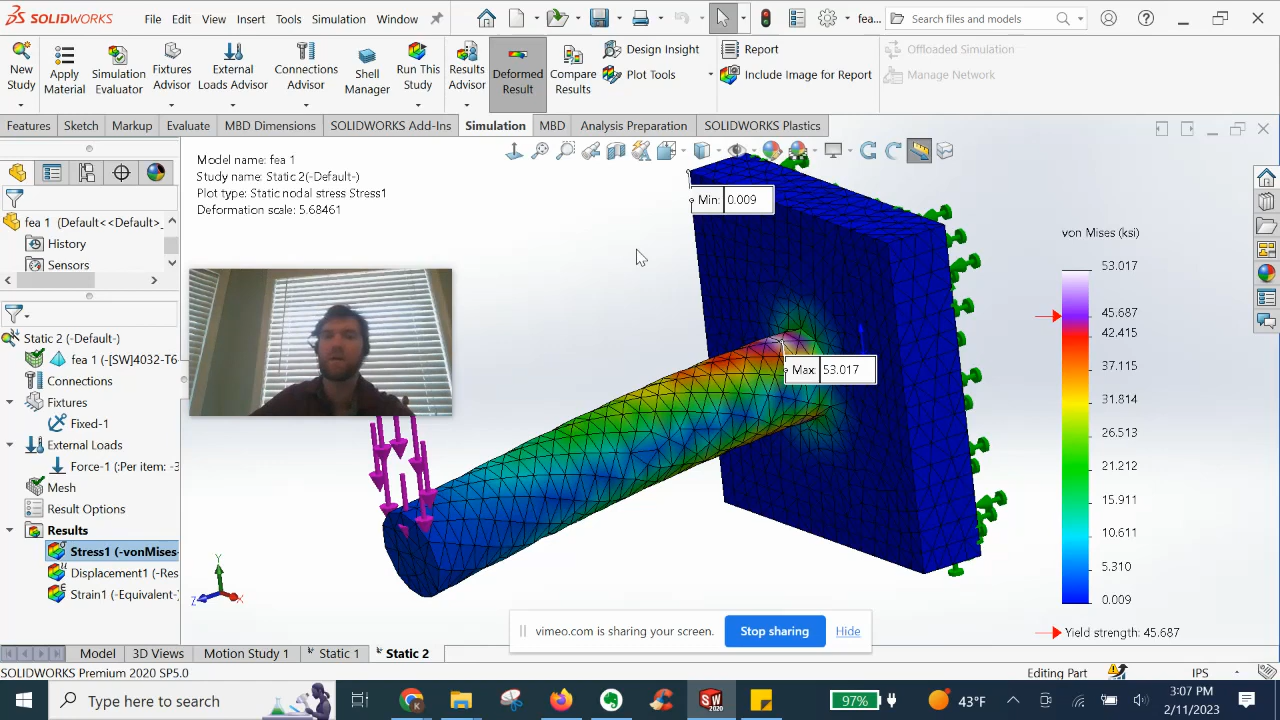 SOLIDWORKS File Edit View Insert Tools Simulation Window fea... Search files and models
New Study
Apply Material
Simulation Evaluator
Fixtures Advisor
External Loads Advisor
Connections Advisor
Shell Manager
Run This Study
Results Advisor
Deformed Result
Compare Results
Design Insight
Plot Tools
Report
Include Image for Report
Offloaded Simulation
Manage Network
Features Sketch Markup Evaluate MBD Dimensions SOLIDWORKS Add-Ins Simulation MBD Analysis Preparation SOLIDWORKS Plastics
Model name: fea 1
Study name: Static 2(-Default-)
Plot type: Static nodal stress Stress1
Deformation scale: 5.68461
fea 1 (Default<<Default>
History
Sensors
Static 2 (-Default-)
fea 1 (-[SW]4032-T6
Connections
Fixtures
Fixed-1
External Loads
Force-1 (:Per item: -3
Mesh
Result Options
Results
Stress1 (-vonMises-
Displacement1 (-Res
Strain1 (-Equivalent-
Min: 0.009
Max: 53.017
von Mises (ksi)
53.017
45.687
42.415
37.115
31.814
26.513
21.212
15.911
10.611
5.310
0.009
Yield strength: 45.687
vimeo.com is sharing your screen. Stop sharing Hide
Model 3D Views Motion Study 1 Static 1 Static 2
SOLIDWORKS Premium 2020 SP5.0 Editing Part IPS
Type here to search
SW
2020
97%
43°F
3:07 PM
2/11/2023